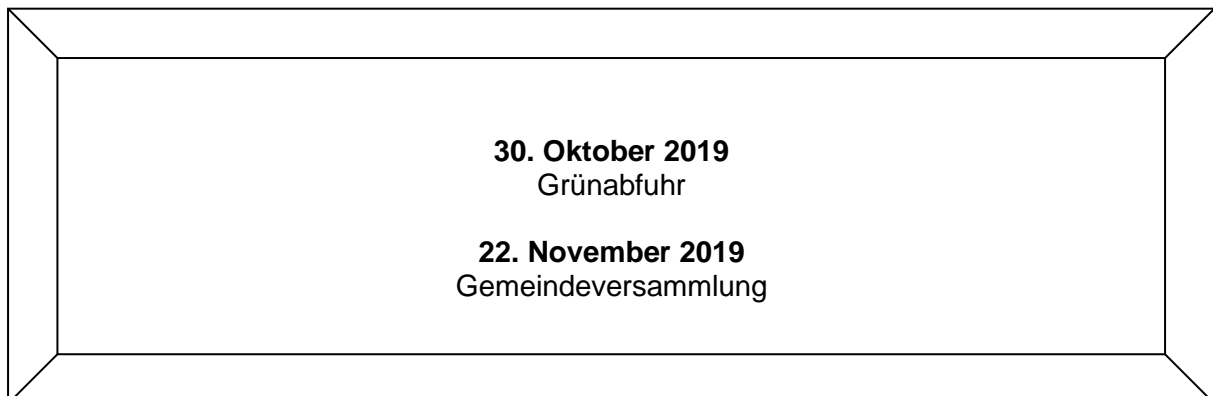 30. Oktober 2019
Grünabfuhr
22. November 2019
Gemeindeversammlung